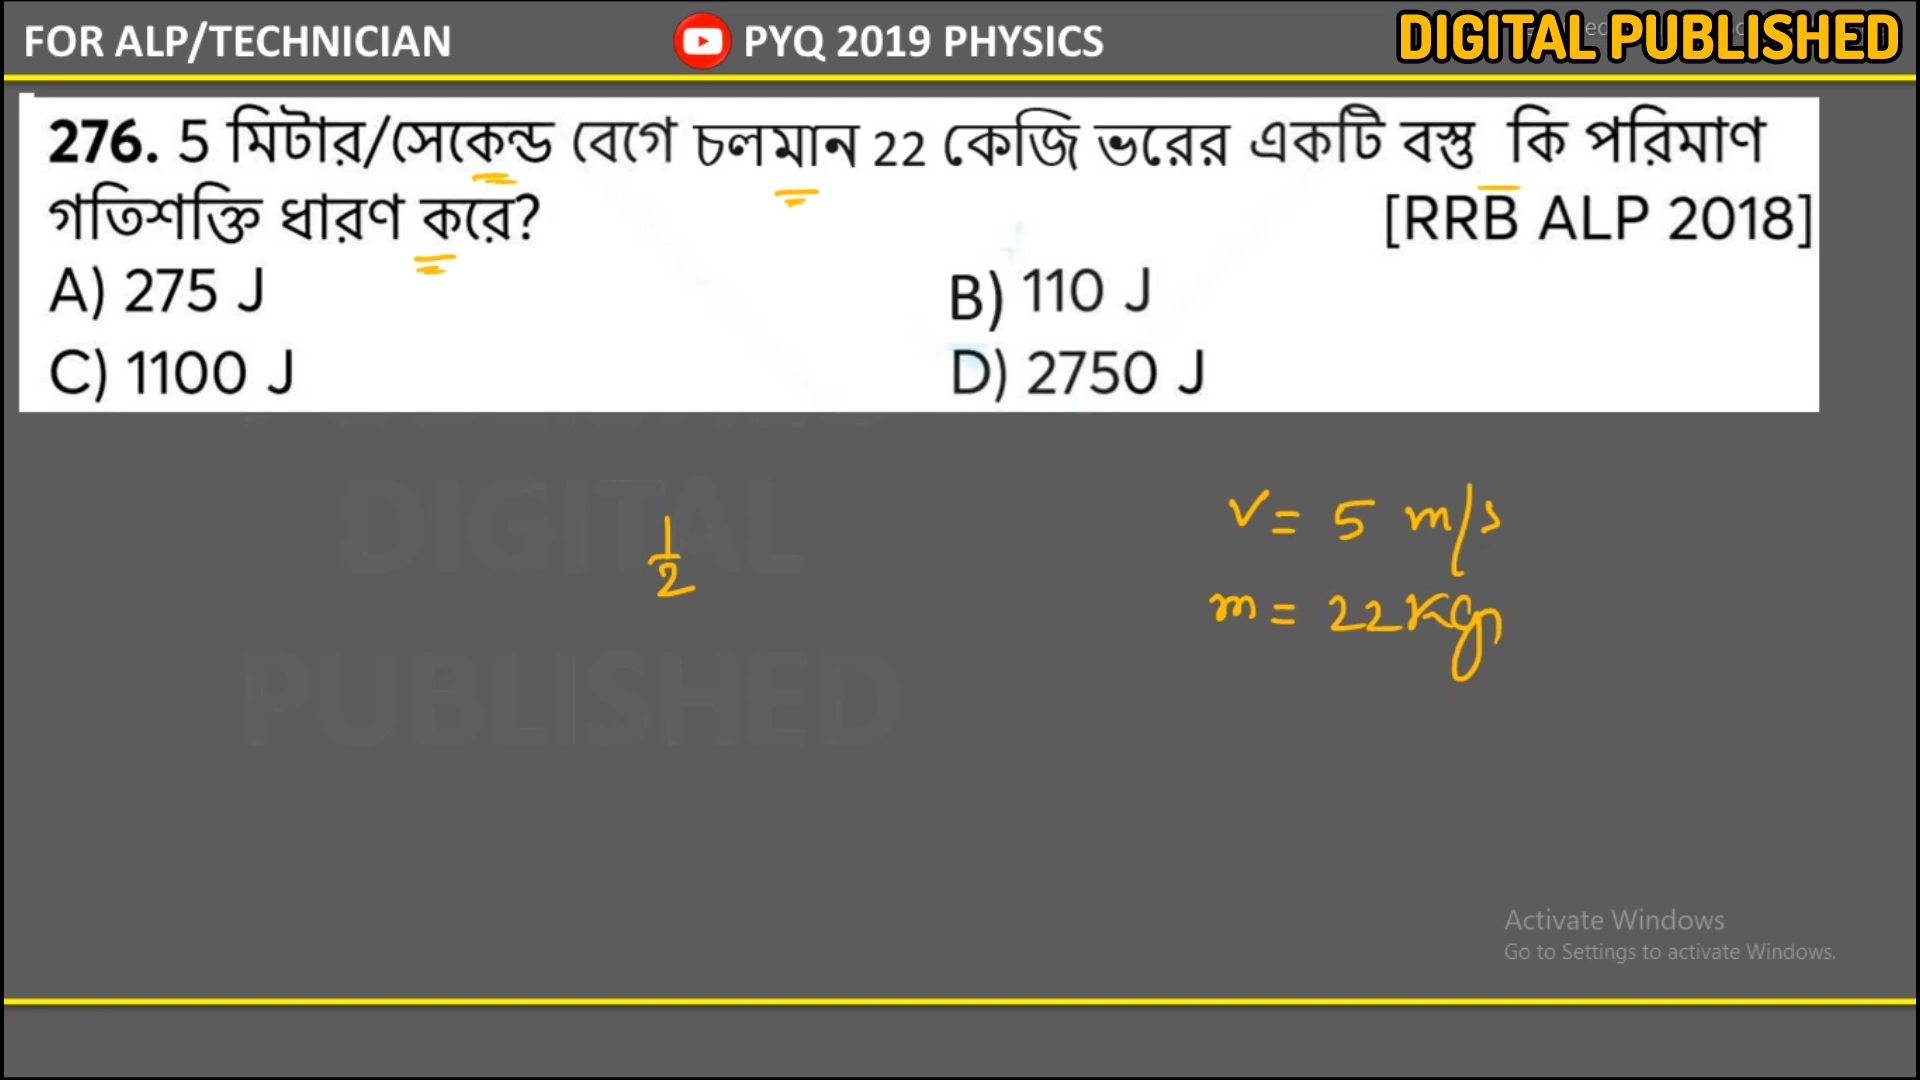 FOR ALP/TECHNICIAN
PYQ 2019 PHYSICS
DIGITAL PUBLISHED
276. 5 মিটার/সেকেন্ড বেগে চলমান 22 কেজি ভরের একটি বস্তু কি পরিমাণ
গতিশক্তি ধারণ করে? [RRB ALP 2018]
A) 275 J B) 110 J
C) 1100 J D) 2750 J
DIGITAL
PUBLISHED
1/2
v = 5 m/s
m = 22 Kg
Activate Windows
Go to Settings to activate Windows.